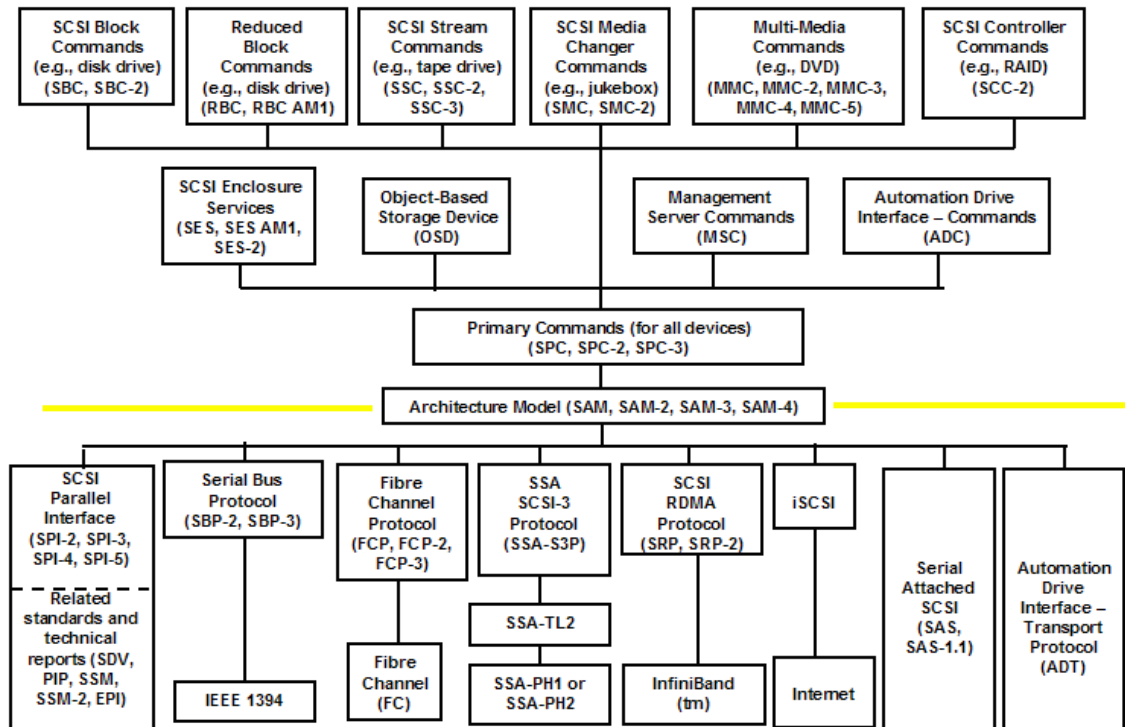 SCSI Block
Commands
(e.g., disk drive)
(SBC, SBC-2)
Reduced
Block
Commands
(e.g., disk drive)
(RBC, RBC AM1)
SCSI Stream
Commands
(e.g., tape drive)
(SSC, SSC-2,
SSC-3)
SCSI Media
Changer
Commands
(e.g., jukebox)
(SMC, SMC-2)
Multi-Media
Commands
(e.g., DVD)
(MMC, MMC-2, MMC-3,
MMC-4, MMC-5)
SCSI Controller
Commands
(e.g., RAID)
(SCC-2)
SCSI Enclosure
Services
(SES, SES AM1,
SES-2)
Object-Based
Storage Device
(OSD)
Management
Server Commands
(MSC)
Automation Drive
Interface – Commands
(ADC)
Primary Commands (for all devices)
(SPC, SPC-2, SPC-3)
Architecture Model (SAM, SAM-2, SAM-3, SAM-4)
SCSI
Parallel
Interface
(SPI-2, SPI-3,
SPI-4, SPI-5)
Related
standards and
technical
reports (SDV,
PIP, SSM,
SSM-2, EPI)
Serial Bus
Protocol
(SBP-2, SBP-3)
IEEE 1394
Fibre
Channel
Protocol
(FCP, FCP-2,
FCP-3)
Fibre
Channel
(FC)
SSA
SCSI-3
Protocol
(SSA-S3P)
SSA-TL2
SSA-PH1 or
SSA-PH2
SCSI
RDMA
Protocol
(SRP, SRP-2)
InfiniBand
(tm)
iSCSI
Internet
Serial
Attached
SCSI
(SAS,
SAS-1.1)
Automation
Drive
Interface –
Transport
Protocol
(ADT)